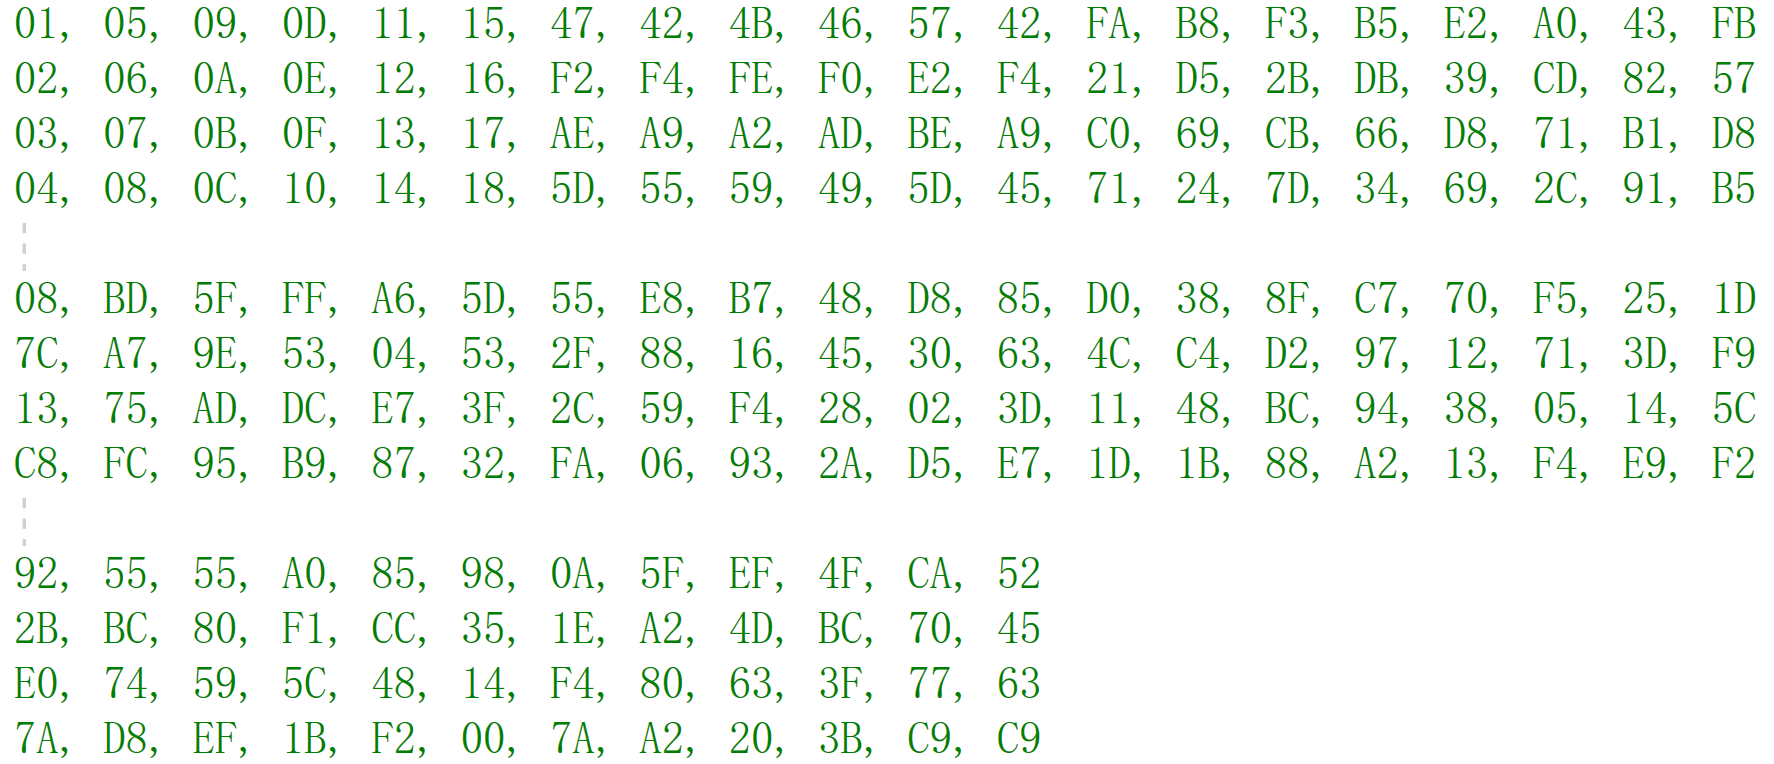 01, 05, 09, 0D, 11, 15, 47, 42, 4B, 46, 57, 42, FA, B8, F3, B5, E2, A0, 43, FB
02, 06, 0A, 0E, 12, 16, F2, F4, FE, F0, E2, F4, 21, D5, 2B, DB, 39, CD, 82, 57
03, 07, 0B, 0F, 13, 17, AE, A9, A2, AD, BE, A9, C0, 69, CB, 66, D8, 71, B1, D8
04, 08, 0C, 10, 14, 18, 5D, 55, 59, 49, 5D, 45, 71, 24, 7D, 34, 69, 2C, 91, B5
08, BD, 5F, FF, A6, 5D, 55, E8, B7, 48, D8, 85, D0, 38, 8F, C7, 70, F5, 25, 1D
7C, A7, 9E, 53, 04, 53, 2F, 88, 16, 45, 30, 63, 4C, C4, D2, 97, 12, 71, 3D, F9
13, 75, AD, DC, E7, 3F, 2C, 59, F4, 28, 02, 3D, 11, 48, BC, 94, 38, 05, 14, 5C
C8, FC, 95, B9, 87, 32, FA, 06, 93, 2A, D5, E7, 1D, 1B, 88, A2, 13, F4, E9, F2
92, 55, 55, A0, 85, 98, 0A, 5F, EF, 4F, CA, 52
2B, BC, 80, F1, CC, 35, 1E, A2, 4D, BC, 70, 45
E0, 74, 59, 5C, 48, 14, F4, 80, 63, 3F, 77, 63
7A, D8, EF, 1B, F2, 00, 7A, A2, 20, 3B, C9, C9